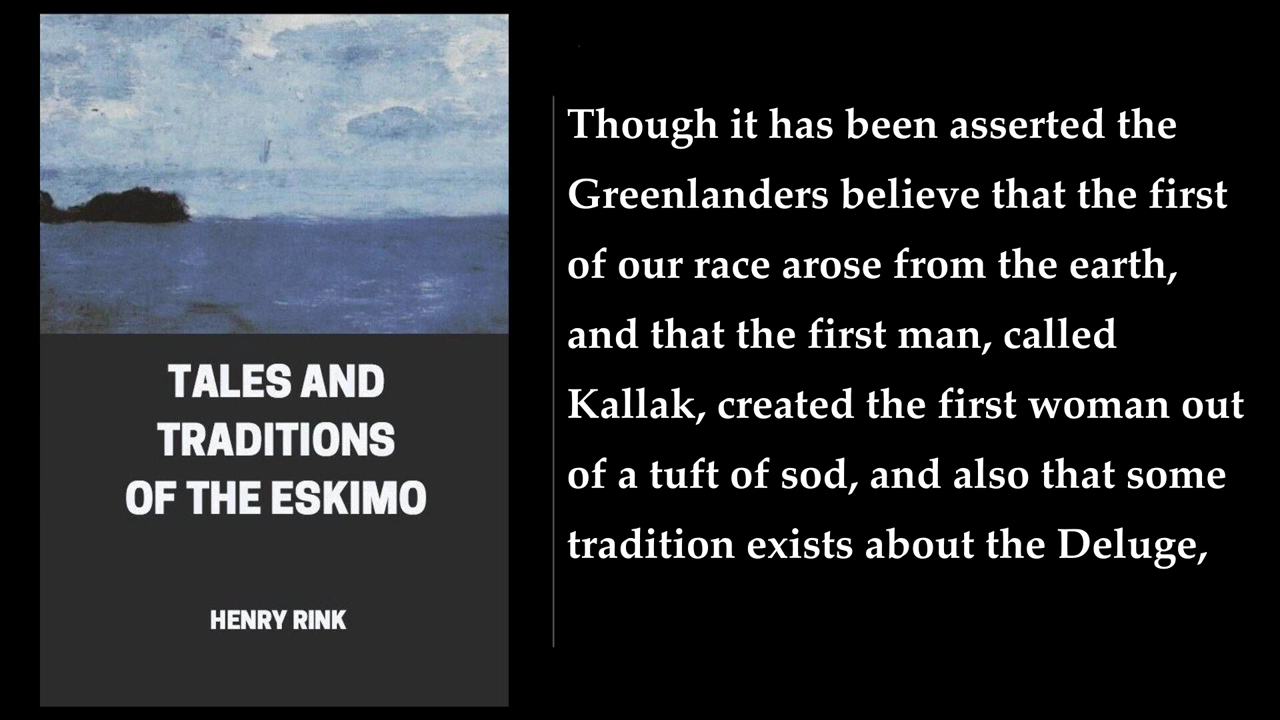 TALES AND
TRADITIONS
OF THE ESKIMO
HENRY RINK
Though it has been asserted the
Greenlanders believe that the first
of our race arose from the earth,
and that the first man, called
Kallak, created the first woman out
of a tuft of sod, and also that some
tradition exists about the Deluge,